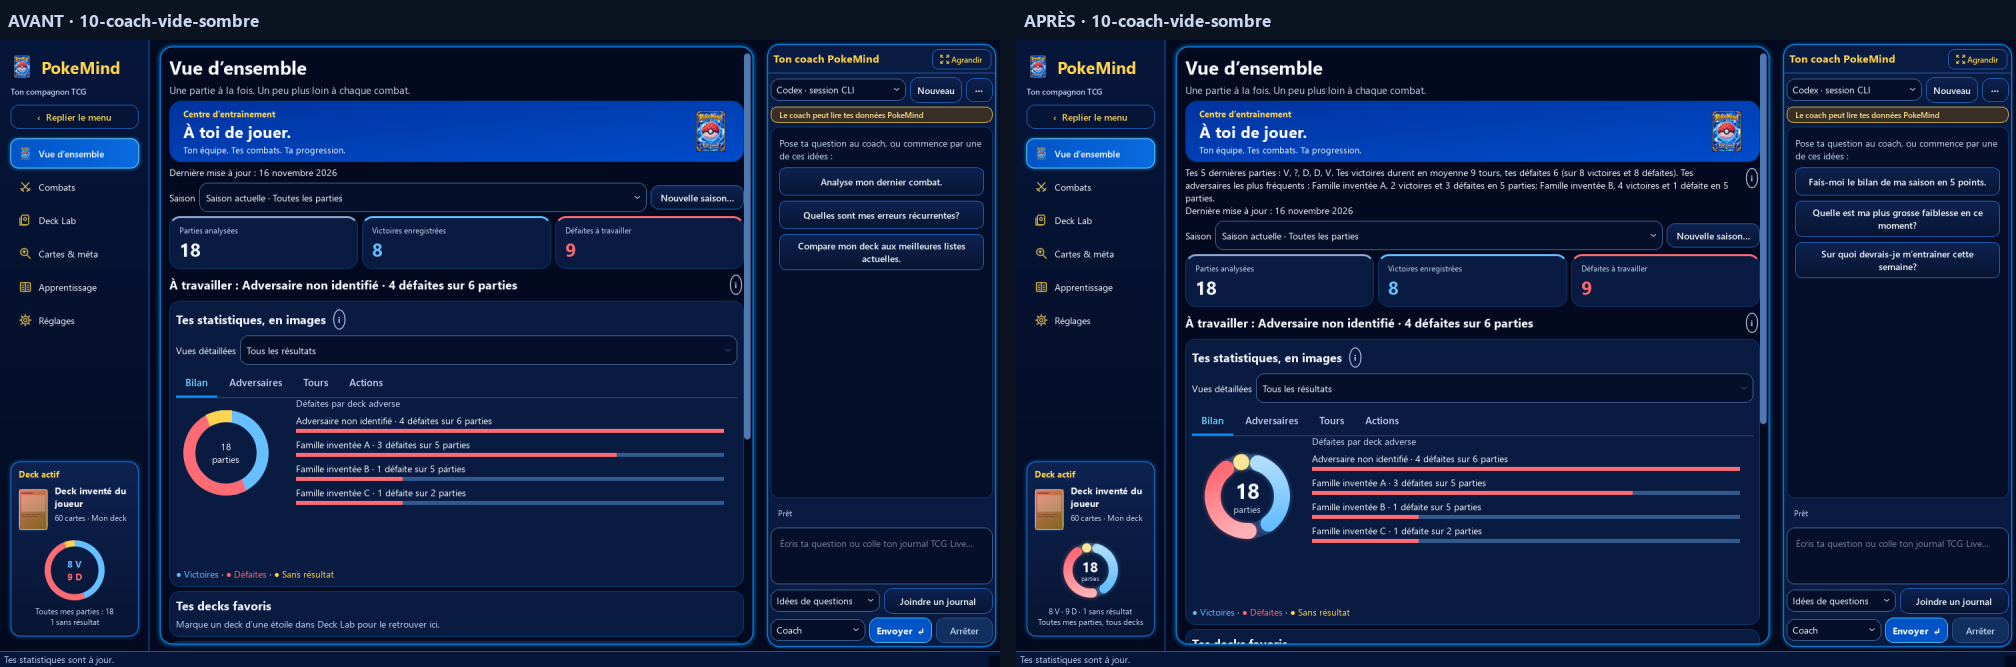 AVANT · 10-coach-vide-sombre
PokeMind
Ton compagnon TCG
‹ Replier le menu
Vue d’ensemble
Combats
Deck Lab
Cartes & méta
Apprentissage
Réglages
Deck actif
Deck inventé du
joueur
60 cartes · Mon deck
8 V
9 D
Toutes mes parties : 18
1 sans résultat
Vue d’ensemble
Une partie à la fois. Un peu plus loin à chaque combat.
Centre d’entraînement
À toi de jouer.
Ton équipe. Tes combats. Ta progression.
Dernière mise à jour : 16 novembre 2026
Saison
Saison actuelle · Toutes les parties
Nouvelle saison...
Parties analysées
18
Victoires enregistrées
8
Défaites à travailler
9
À travailler : Adversaire non identifié · 4 défaites sur 6 parties
i
Tes statistiques, en images
i
Vues détaillées
Tous les résultats
Bilan
Adversaires
Tours
Actions
18
parties
Défaites par deck adverse
Adversaire non identifié · 4 défaites sur 6 parties
Famille inventée A · 3 défaites sur 5 parties
Famille inventée B · 1 défaite sur 5 parties
Famille inventée C · 1 défaite sur 2 parties
● Victoires · ● Défaites · ● Sans résultat
Tes decks favoris
Marque un deck d’une étoile dans Deck Lab pour le retrouver ici.
Ton coach PokeMind
Agrandir
Codex · session CLI
Nouveau
...
Le coach peut lire tes données PokeMind
Pose ta question au coach, ou commence par une
de ces idées :
Analyse mon dernier combat.
Quelles sont mes erreurs récurrentes?
Compare mon deck aux meilleures listes
actuelles.
Prêt
Écris ta question ou colle ton journal TCG Live...
Idées de questions
Joindre un journal
Coach
Envoyer ↲
Arrêter
Tes statistiques sont à jour.
APRÈS · 10-coach-vide-sombre
PokeMind
Ton compagnon TCG
‹ Replier le menu
Vue d’ensemble
Combats
Deck Lab
Cartes & méta
Apprentissage
Réglages
Deck actif
Deck inventé du
joueur
60 cartes · Mon deck
18
parties
8 V · 9 D · 1 sans résultat
Toutes mes parties, tous decks
Vue d’ensemble
Une partie à la fois. Un peu plus loin à chaque combat.
Centre d’entraînement
À toi de jouer.
Ton équipe. Tes combats. Ta progression.
Tes 5 dernières parties : V, ?, D, D, V. Tes victoires durent en moyenne 9 tours, tes défaites 6 (sur 8 victoires et 8 défaites). Tes
adversaires les plus fréquents : Famille inventée A, 2 victoires et 3 défaites en 5 parties; Famille inventée B, 4 victoires et 1 défaite en 5
parties.
i
Dernière mise à jour : 16 novembre 2026
Saison
Saison actuelle · Toutes les parties
Nouvelle saison...
Parties analysées
18
Victoires enregistrées
8
Défaites à travailler
9
À travailler : Adversaire non identifié · 4 défaites sur 6 parties
i
Tes statistiques, en images
i
Vues détaillées
Tous les résultats
Bilan
Adversaires
Tours
Actions
18
parties
Défaites par deck adverse
Adversaire non identifié · 4 défaites sur 6 parties
Famille inventée A · 3 défaites sur 5 parties
Famille inventée B · 1 défaite sur 5 parties
Famille inventée C · 1 défaite sur 2 parties
● Victoires · ● Défaites · ● Sans résultat
Tes decks favoris
Ton coach PokeMind
Agrandir
Codex · session CLI
Nouveau
...
Le coach peut lire tes données PokeMind
Pose ta question au coach, ou commence par une
de ces idées :
Fais-moi le bilan de ma saison en 5 points.
Quelle est ma plus grosse faiblesse en ce
moment?
Sur quoi devrais-je m’entraîner cette
semaine?
Prêt
Écris ta question ou colle ton journal TCG Live...
Idées de questions
Joindre un journal
Coach
Envoyer ↲
Arrêter
Tes statistiques sont à jour.